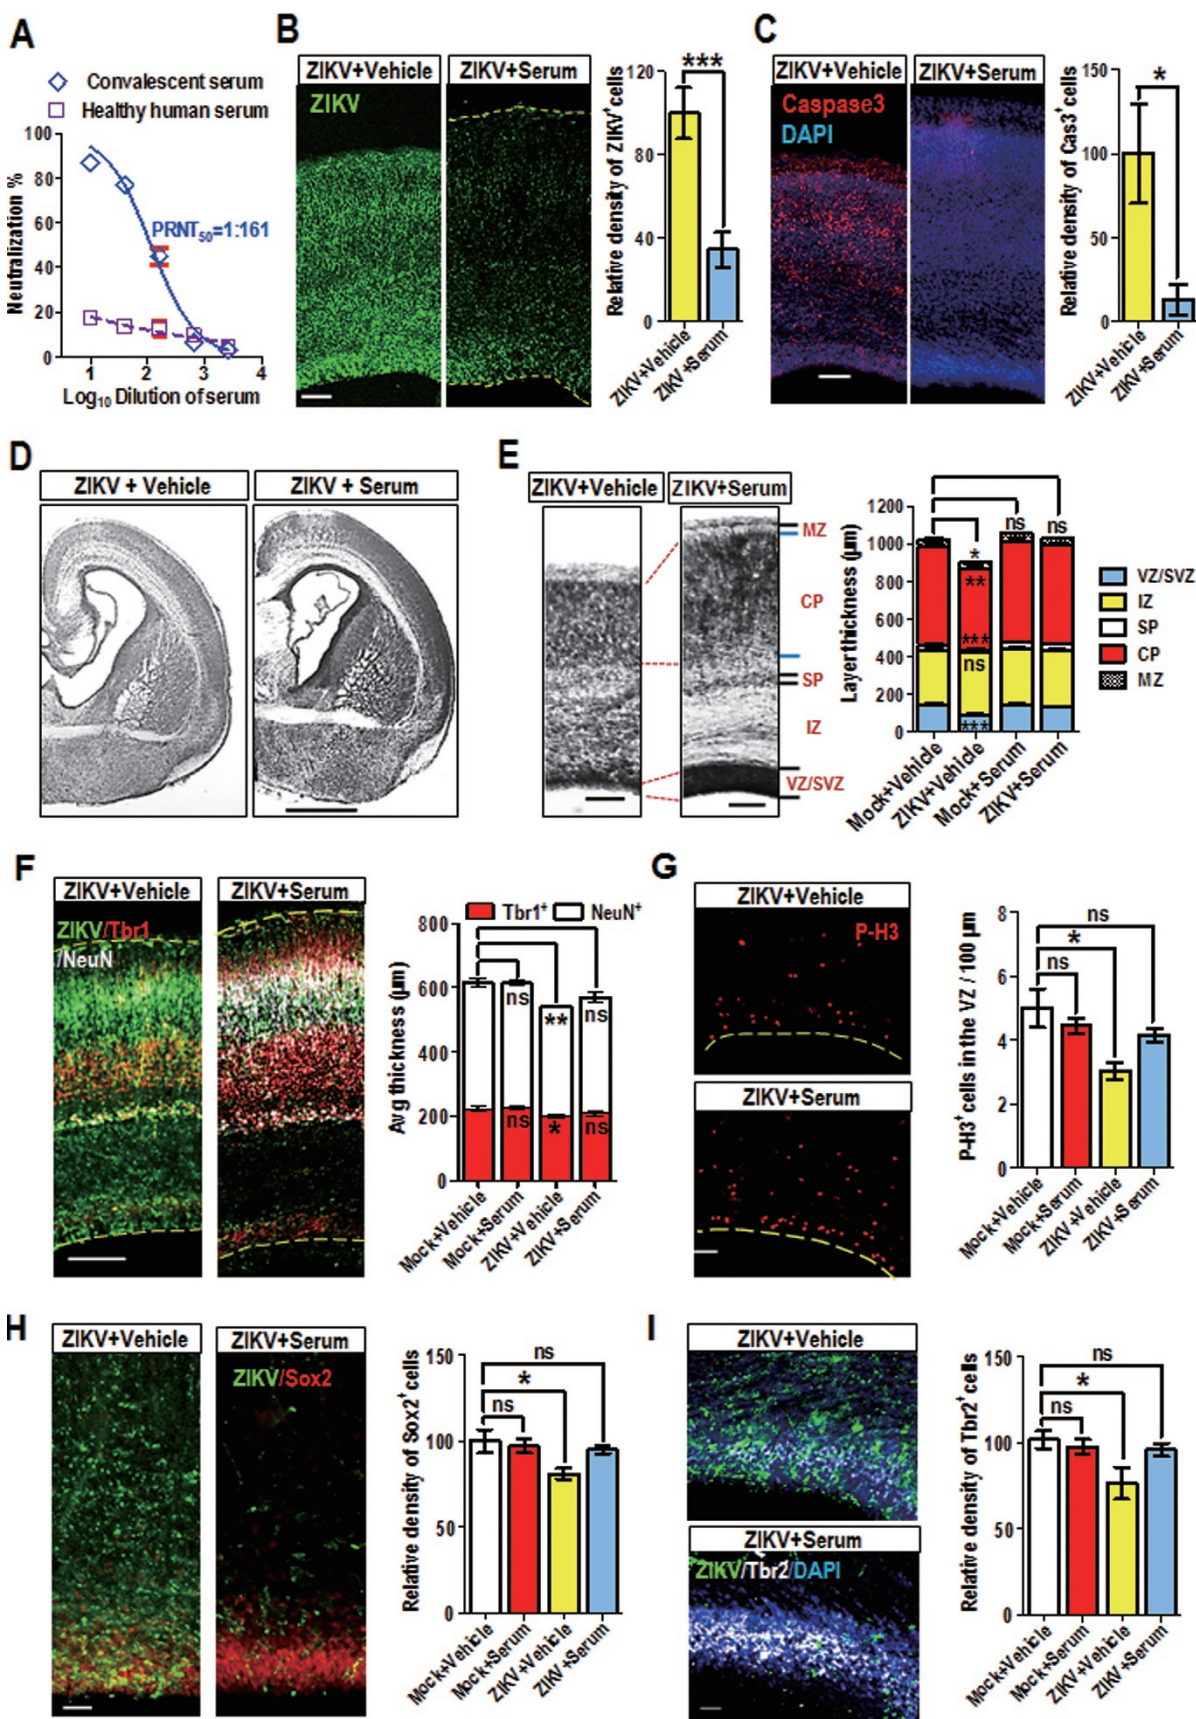 A
Convalescent serum
Healthy human serum
Neutralization %
100
80
60
40
20
0
PRNT50=1:161
0 1 2 3 4
Log10 Dilution of serum
B
ZIKV+Vehicle
ZIKV+Serum
ZIKV
Relative density of ZIKV+ cells
120
80
40
0
***
ZIKV+Vehicle
ZIKV+Serum
C
ZIKV+Vehicle
ZIKV+Serum
Caspase3
DAPI
Relative density of Cas3+ cells
150
100
50
0
*
ZIKV+Vehicle
ZIKV+Serum
D
ZIKV + Vehicle
ZIKV + Serum
E
ZIKV+Vehicle
ZIKV+Serum
MZ
CP
SP
IZ
VZ/SVZ
Layer thickness (µm)
1200
1000
800
600
400
200
0
ns
ns
*
**
***
ns
***
Mock+Vehicle
ZIKV+Vehicle
Mock+Serum
ZIKV+Serum
VZ/SVZ
IZ
SP
CP
MZ
F
ZIKV+Vehicle
ZIKV+Serum
ZIKV/Tbr1
/NeuN
Tbr1+
NeuN+
Avg thickness (µm)
800
600
400
200
0
ns
**
ns
ns
*
ns
Mock+Vehicle
Mock+Serum
ZIKV+Vehicle
ZIKV+Serum
G
ZIKV+Vehicle
P-H3
ZIKV+Serum
P-H3+ cells in the VZ / 100 µm
8
6
4
2
0
ns
*
ns
Mock+Vehicle
Mock+Serum
ZIKV+Vehicle
ZIKV+Serum
H
ZIKV+Vehicle
ZIKV+Serum
ZIKV/Sox2
Relative density of Sox2+ cells
150
100
50
0
ns
*
ns
Mock+Vehicle
Mock+Serum
ZIKV+Vehicle
ZIKV+Serum
I
ZIKV+Vehicle
ZIKV+Serum
ZIKV/Tbr2/DAPI
Relative density of Tbr2+ cells
150
100
50
0
ns
*
ns
Mock+Vehicle
Mock+Serum
ZIKV+Vehicle
ZIKV+Serum